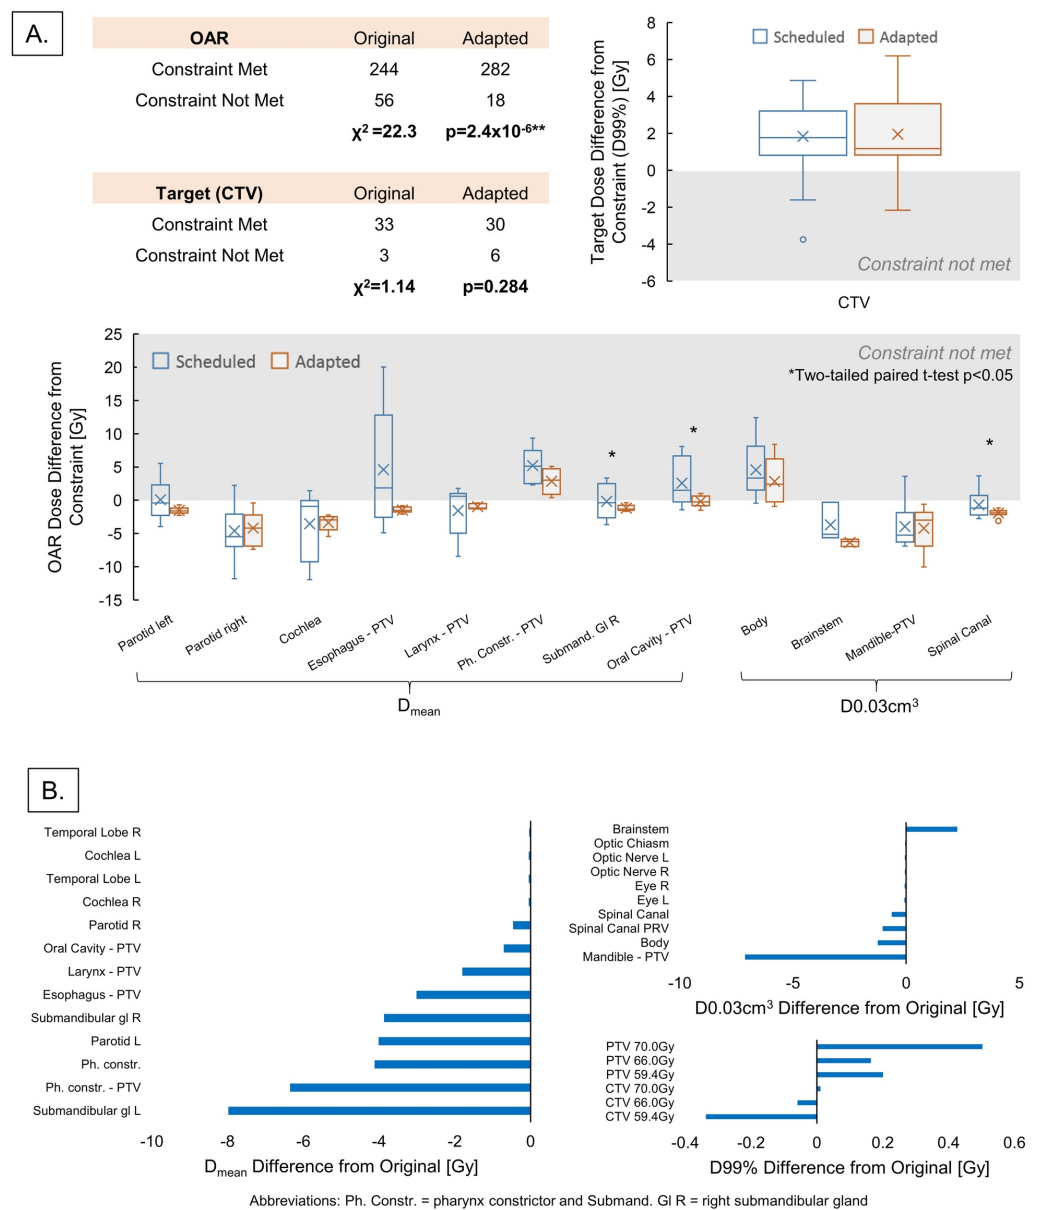 A.
OAR Original Adapted
Constraint Met 244 282
Constraint Not Met 56 18
χ² =22.3 p=2.4x10⁻⁶**
Target (CTV) Original Adapted
Constraint Met 33 30
Constraint Not Met 3 6
χ²=1.14 p=0.284
Target Dose Difference from
Constraint (D99%) [Gy]
8
6
4
2
0
-2
-4
-6
Scheduled Adapted
Constraint not met
CTV
OAR Dose Difference from
Constraint [Gy]
25
20
15
10
5
0
-5
-10
-15
Scheduled Adapted
Constraint not met
*Two-tailed paired t-test p<0.05
* * *
Parotid left
Parotid right
Cochlea
Esophagus - PTV
Larynx - PTV
Ph. Constr. - PTV
Submand. Gl R
Oral Cavity - PTV
Body
Brainstem
Mandible-PTV
Spinal Canal
Dmean D0.03cm³
B.
Temporal Lobe R
Cochlea L
Temporal Lobe L
Cochlea R
Parotid R
Oral Cavity - PTV
Larynx - PTV
Esophagus - PTV
Submandibular gl R
Parotid L
Ph. constr.
Ph. constr. - PTV
Submandibular gl L
-10 -8 -6 -4 -2 0
Dmean Difference from Original [Gy]
Brainstem
Optic Chiasm
Optic Nerve L
Optic Nerve R
Eye R
Eye L
Spinal Canal
Spinal Canal PRV
Body
Mandible - PTV
-10 -5 0 5
D0.03cm³ Difference from Original [Gy]
PTV 70.0Gy
PTV 66.0Gy
PTV 59.4Gy
CTV 70.0Gy
CTV 66.0Gy
CTV 59.4Gy
-0.4 -0.2 0 0.2 0.4 0.6
D99% Difference from Original [Gy]
Abbreviations: Ph. Constr. = pharynx constrictor and Submand. Gl R = right submandibular gland